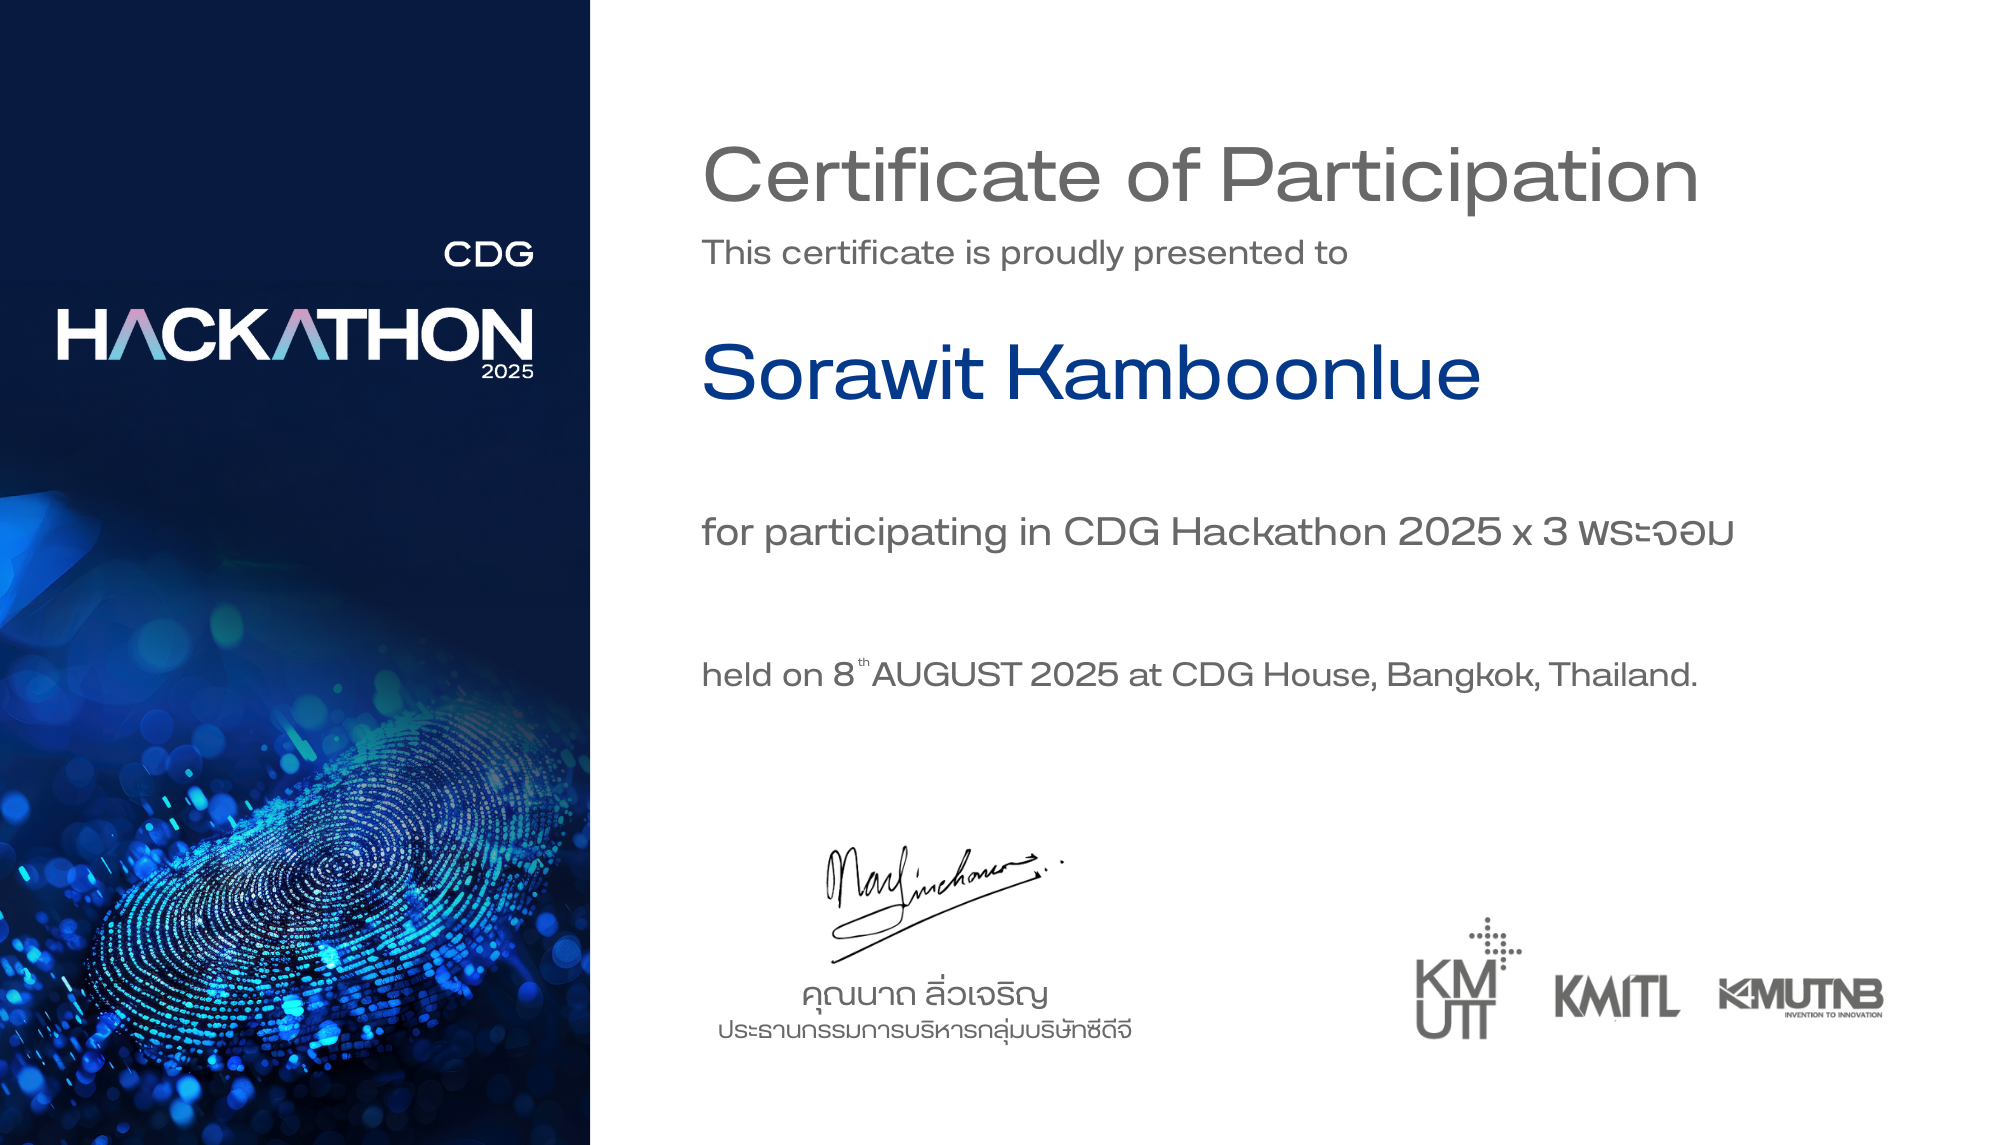 CDG
HACKATHON
2025
Certificate of Participation
This certificate is proudly presented to
Sorawit Kamboonlue
for participating in CDG Hackathon 2025 x 3 พระจอม
held on 8th AUGUST 2025 at CDG House, Bangkok, Thailand.
คุณนาถ ลิ่วเจริญ
ประธานกรรมการบริหารกลุ่มบริษัทซีดีจี
KM
UTT
KMITL
KMUTNB
INVENTION TO INNOVATION